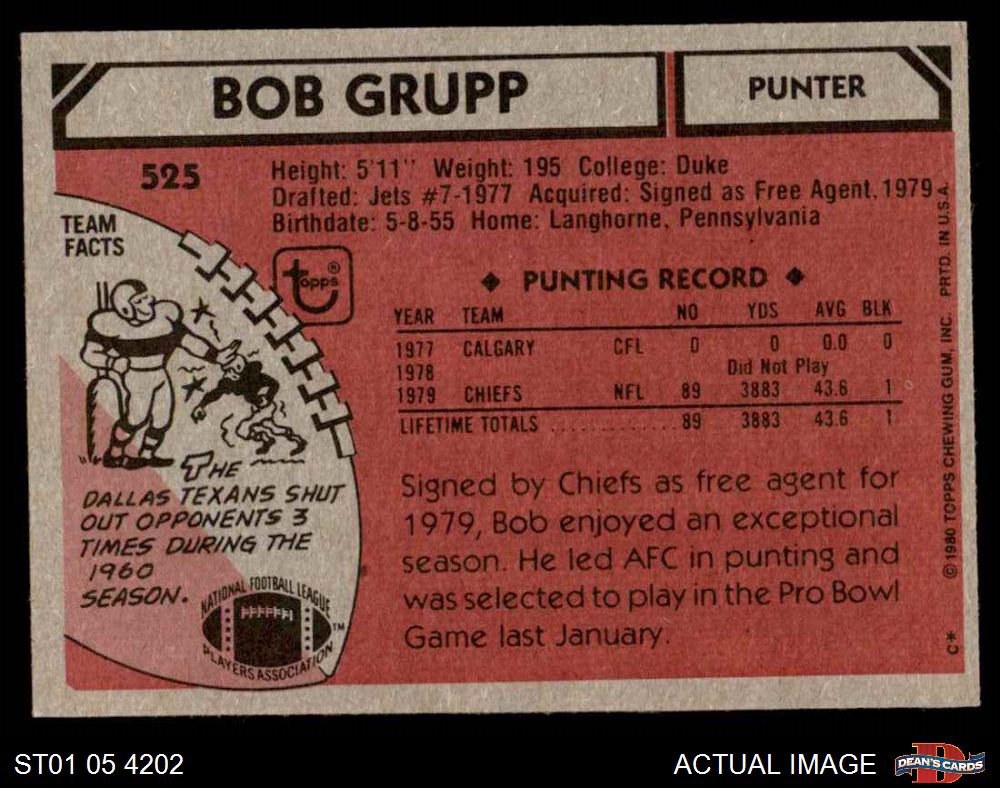 BOB GRUPP
PUNTER
525
Height: 5'11'' Weight: 195 College: Duke
Drafted: Jets #7-1977 Acquired: Signed as Free Agent, 1979
Birthdate: 5-8-55 Home: Langhorne, Pennsylvania
TEAM
FACTS
topps®
◆ PUNTING RECORD ◆
YEAR TEAM NO YDS AVG BLK
1977 CALGARY CFL 0 0 0.0 0
1978 Did Not Play
1979 CHIEFS NFL 89 3883 43.6 1
LIFETIME TOTALS ............. 89 3883 43.6 1
THE
DALLAS TEXANS SHUT
OUT OPPONENTS 3
TIMES DURING THE
1960
SEASON.
NATIONAL FOOTBALL LEAGUE
TM
PLAYERS ASSOCIATION
Signed by Chiefs as free agent for
1979, Bob enjoyed an exceptional
season. He led AFC in punting and
was selected to play in the Pro Bowl
Game last January.
©1980 TOPPS CHEWING GUM, INC. PRTD. IN U.S.A.
C*
ST01 05 4202
ACTUAL IMAGE
D
DEAN'S CARDS